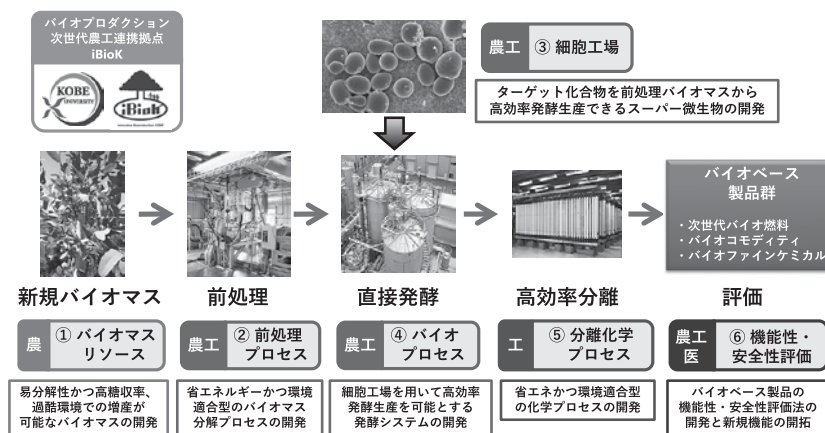 バイオプロダクション
次世代農工連携拠点
iBioK
KOBE
UNIVERSITY
iBioK
農工
③ 細胞工場
ターゲット化合物を前処理バイオマスから
高効率発酵生産できるスーパー微生物の開発
バイオベース
製品群
・次世代バイオ燃料
・バイオコモディティ
・バイオファインケミカル
新規バイオマス
前処理
直接発酵
高効率分離
評価
農
① バイオマス
リソース
農工
② 前処理
プロセス
農工
④ バイオ
プロセス
工
⑤ 分離化学
プロセス
農工
医
⑥ 機能性・
安全性評価
易分解性かつ高糖収率、
過酷環境での増産が
可能なバイオマスの開発
省エネルギーかつ環境
適合型のバイオマス
分解プロセスの開発
細胞工場を用いて高効率
発酵生産を可能とする
発酵システムの開発
省エネかつ環境適合型
の化学プロセスの開発
バイオベース製品の
機能性・安全性評価法の
開発と新規機能の開拓